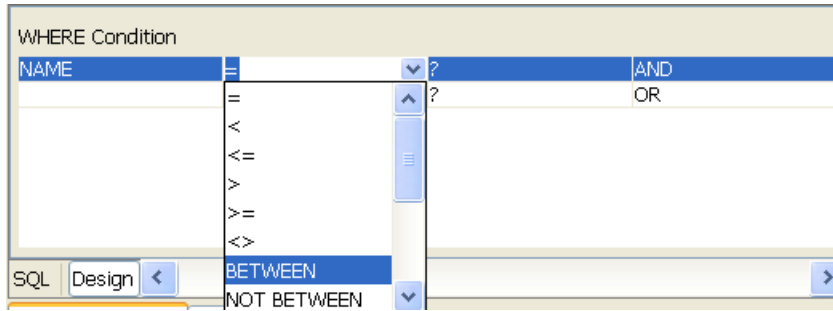 WHERE Condition
NAME = ? AND
= ? OR
<
<=
>
>=
<>
BETWEEN
SQL Design
NOT BETWEEN